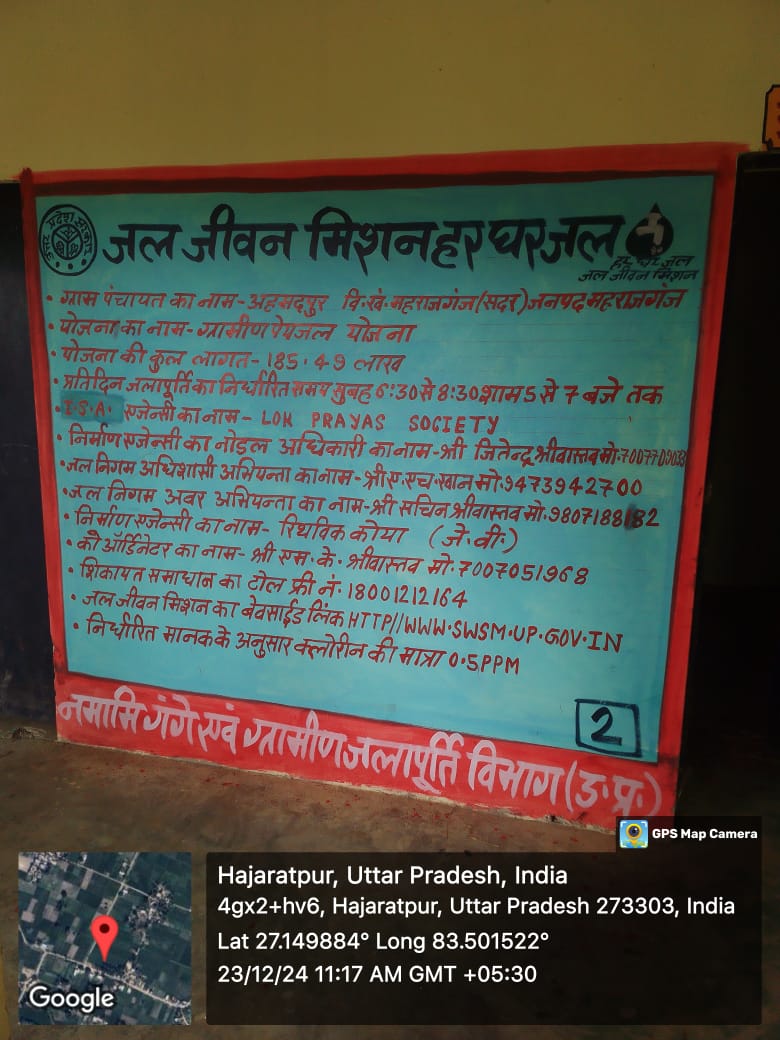 उत्तर प्रदेश सरकार
जल जीवन मिशन हर घर जल
हर घर जल
जल जीवन मिशन
• ग्राम पंचायत का नाम- अहमदपुर वि.खं. महराजगंज (सदर) जनपद महराजगंज
• योजना का नाम- ग्रामीण पेयजल योजना
• योजना की कुल लागत- 185.49 लाख
• प्रतिदिन जलापूर्ति का निर्धारित समय सुबह 6:30 से 8:30 शाम 5 से 7 बजे तक
• I.S.A. एजेन्सी का नाम- LOK PRAYAS SOCIETY
• निर्माण एजेन्सी का नोडल अधिकारी का नाम- श्री जितेन्द्र श्रीवास्तव मो.
• जल निगम अधिशासी अभियन्ता का नाम- श्री ए. एच. खान मो. 9473942700
• जल निगम अवर अभियन्ता का नाम- श्री सचिन श्रीवास्तव मो. 9807188182
• निर्माण एजेन्सी का नाम- रिथविक कोया (जे.वी.)
• को ऑर्डिनेटर का नाम- श्री एस. के. श्रीवास्तव मो. 7007051968
• शिकायत समाधान का टोल फ्री नं. 18001212164
• जल जीवन मिशन का बेवसाईड लिंक HTTP//WWW.SWSM.UP.GOV.IN
• निर्धारित मानक के अनुसार क्लोरीन की मात्रा 0.5PPM
2
नमामि गंगे एवं ग्रामीण जलापूर्ति विभाग (उ.प्र.)
GPS Map Camera
Hajaratpur, Uttar Pradesh, India
4gx2+hv6, Hajaratpur, Uttar Pradesh 273303, India
Lat 27.149884° Long 83.501522°
23/12/24 11:17 AM GMT +05:30
Google